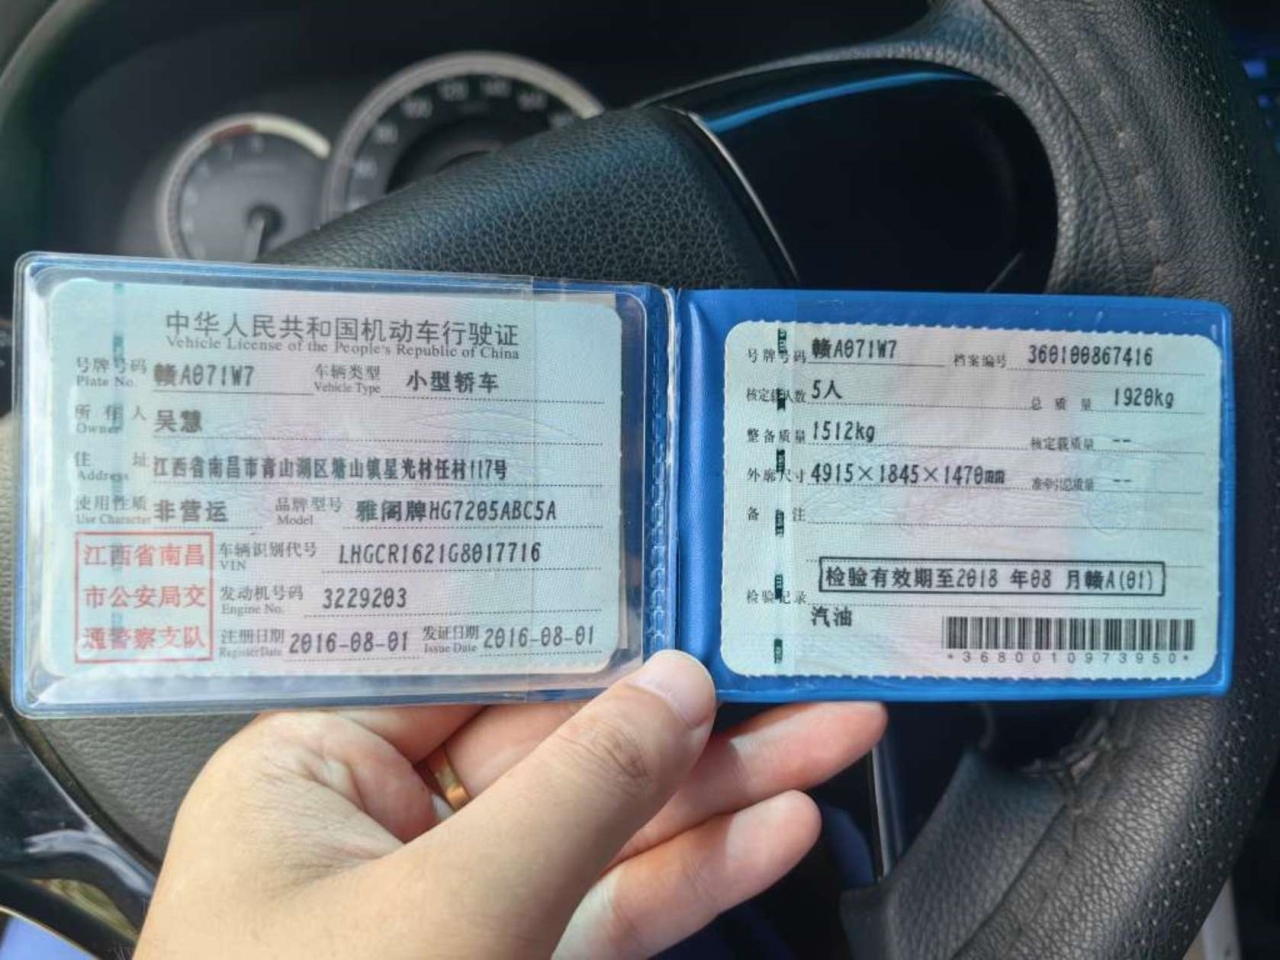 中华人民共和国机动车行驶证
Vehicle License of the People's Republic of China
号牌号码 赣A071W7 车辆类型 小型轿车
Plate No. Vehicle Type
所有人 吴慧
Owner
住址 江西省南昌市青山湖区塘山镇星光村任村117号
Address
使用性质 非营运 品牌型号 雅阁牌HG7205ABC5A
Use Character Model
江西省南昌
市公安局交
通警察支队
车辆识别代号 LHGCR1621G8017716
VIN
发动机号码 3229203
Engine No.
注册日期 2016-08-01 发证日期 2016-08-01
Register Date Issue Date
号牌号码 赣A071W7 档案编号 360100867416
核定载人数 5人 总质量 1920kg
整备质量 1512kg 核定载质量 --
外廓尺寸 4915×1845×1470mm 准牵引总质量 --
备注
检验有效期至2018 年08 月赣A(01)
检验记录
汽油
*3680010973950*